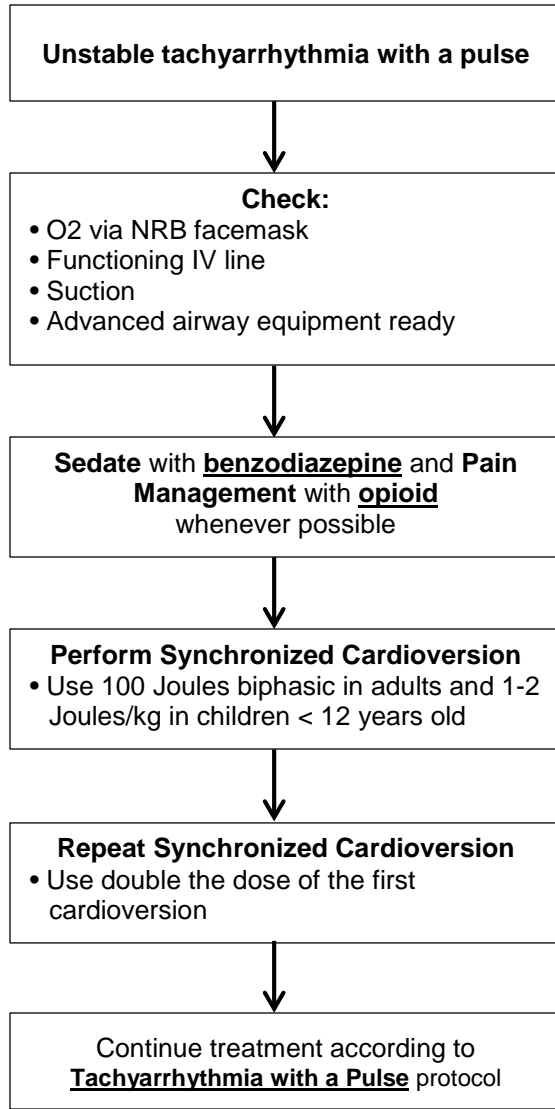 Unstable tachyarrhythmia with a pulse
Check:
• O2 via NRB facemask
• Functioning IV line
• Suction
• Advanced airway equipment ready
Sedate with benzodiazepine and Pain
Management with opioid
whenever possible
Perform Synchronized Cardioversion
• Use 100 Joules biphasic in adults and 1-2
Joules/kg in children < 12 years old
Repeat Synchronized Cardioversion
• Use double the dose of the first
cardioversion
Continue treatment according to
Tachyarrhythmia with a Pulse protocol